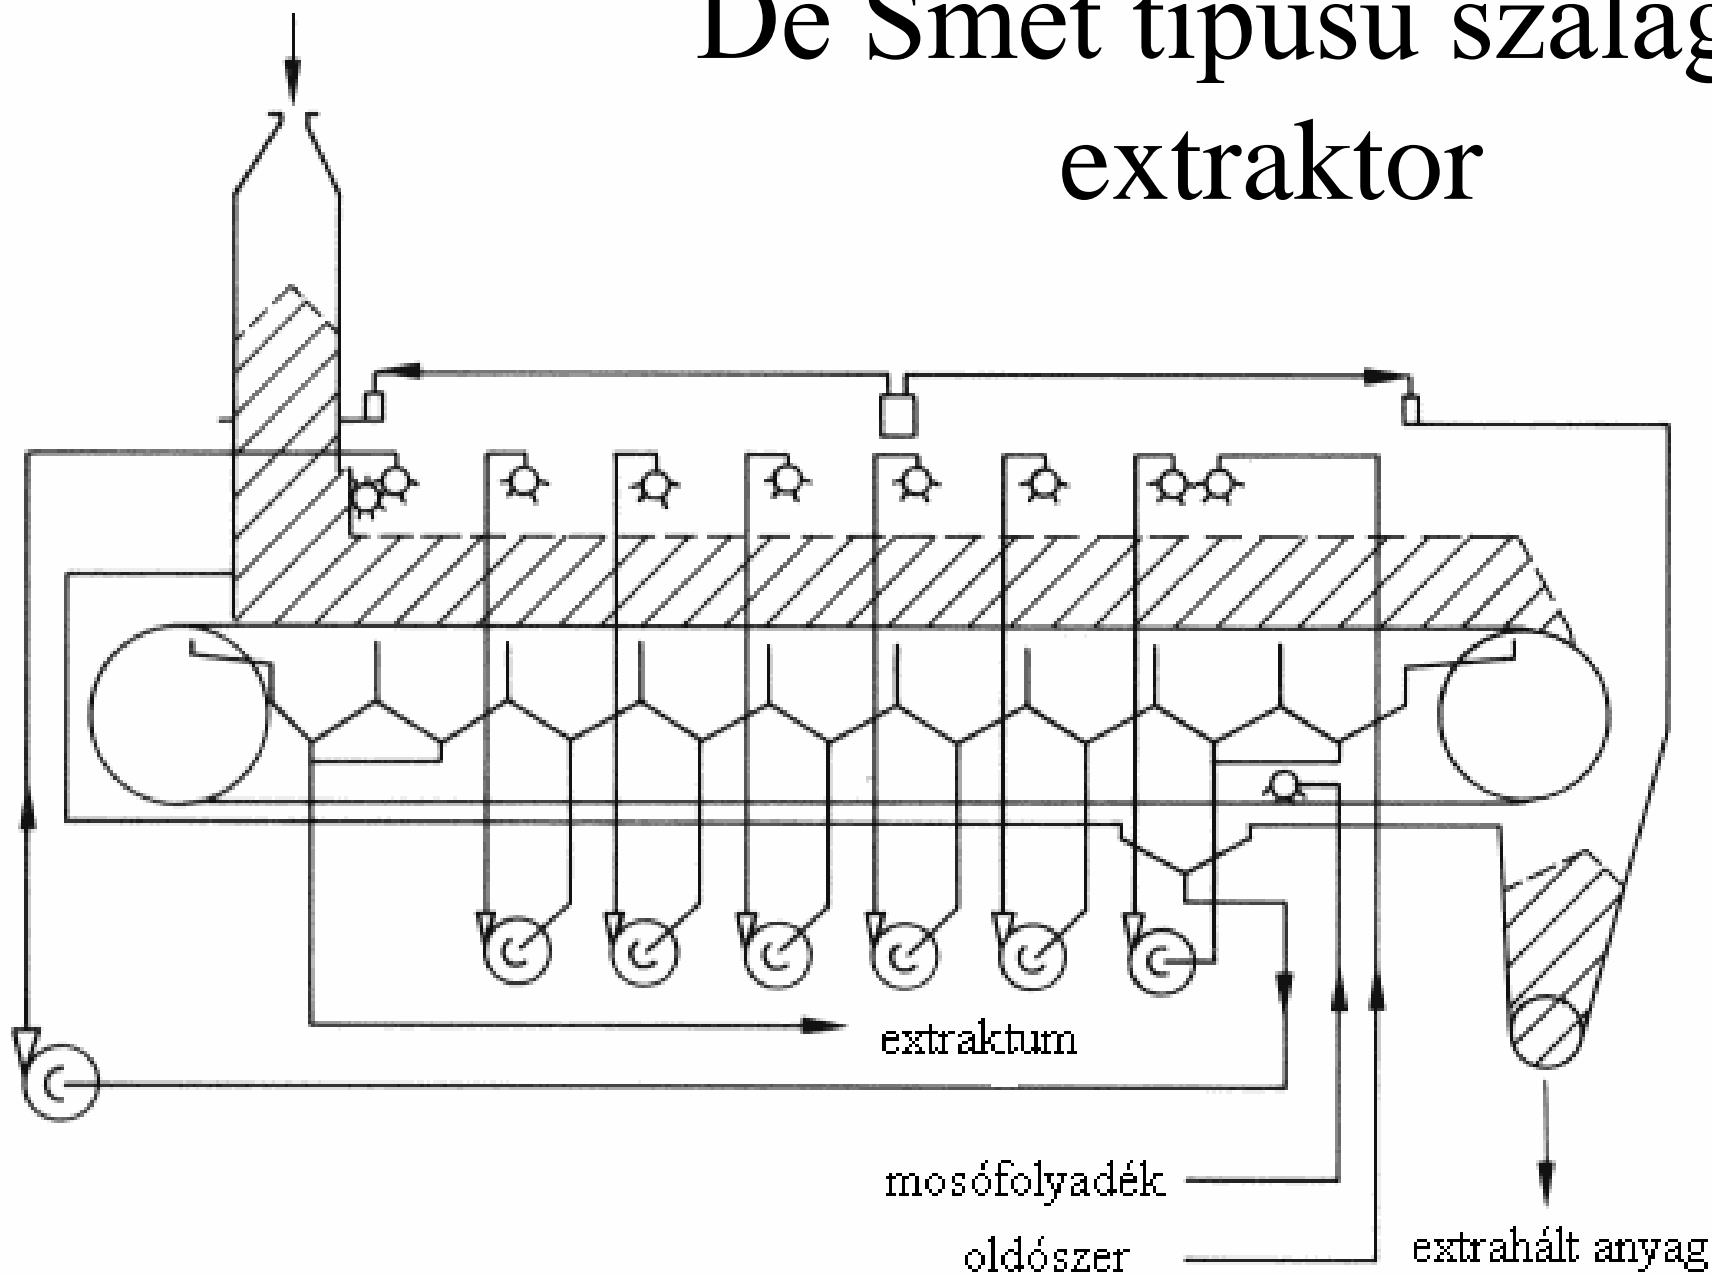 De Smet típusú szalag
extraktor
extraktum
mosófolyadék
oldószer
extrahált anyag